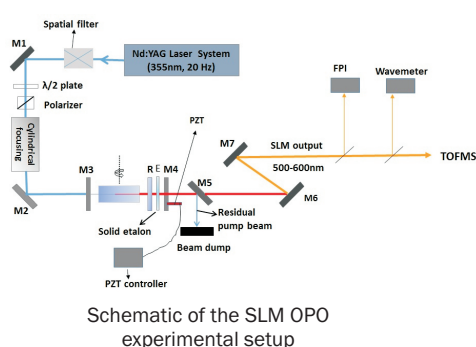 Spatial filter
M1
Nd:YAG Laser System
(355nm, 20 Hz)
λ/2 plate
Polarizer
Cylindrical
focusing
M2
M3
R E M4
PZT
Solid etalon
PZT controller
M5
Residual
pump beam
Beam dump
M7
SLM output
500-600nm
M6
FPI
Wavemeter
TOFMS
Schematic of the SLM OPO
experimental setup